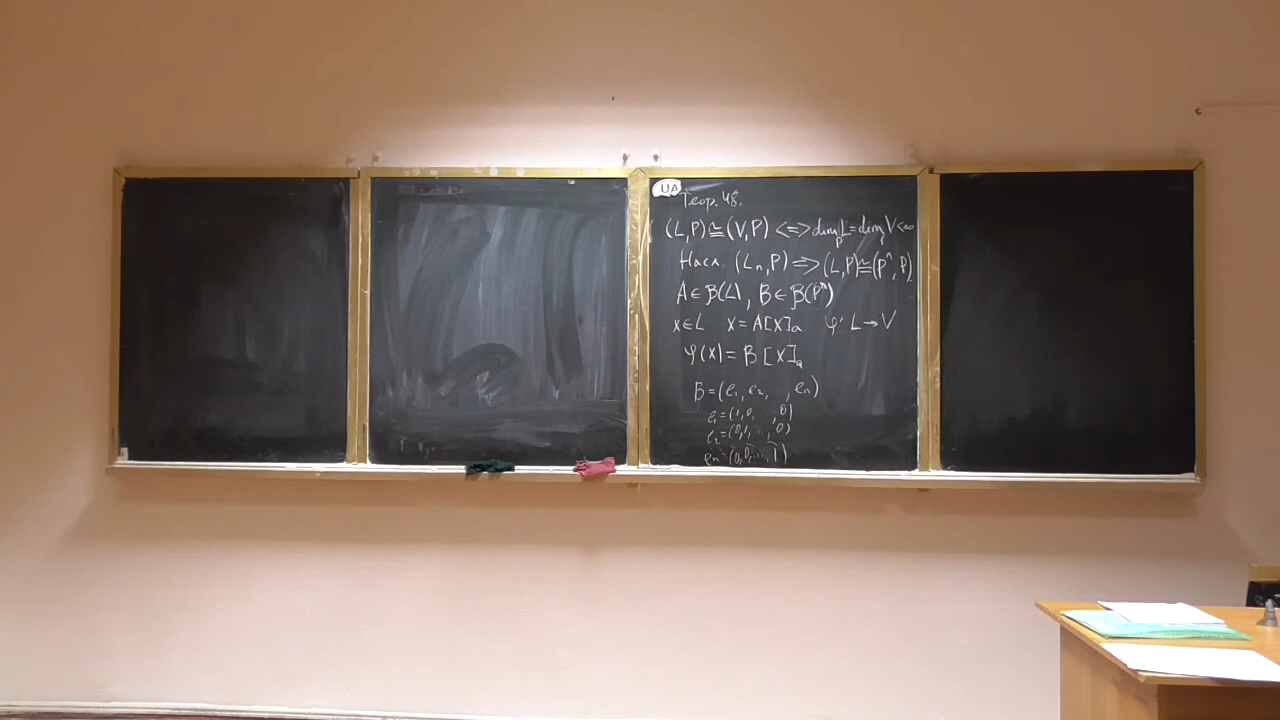 UA
Теор. 48.
(L,P)≅(V,P) <=> dim_P L = dim_P V < ∞
Насл. (L_n,P) => (L,P)≅(P^n, P)
A ∈ B(L), B ∈ B(P^n)
x ∈ L x = A[x]_a φ: L → V
φ(x) = B[x]_a
B = (e_1, e_2, , e_n)
e_1 = (1,0, ,0)
e_2 = (0,1, .. ,0)
e_n = (0,0,...,1)